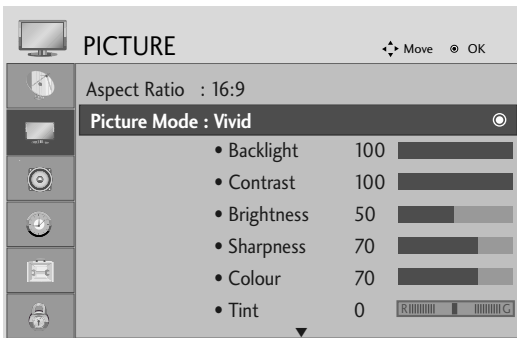 PICTURE Move OK
Aspect Ratio : 16:9
Picture Mode : Vivid
• Backlight 100
• Contrast 100
• Brightness 50
• Sharpness 70
• Colour 70
• Tint 0 R G